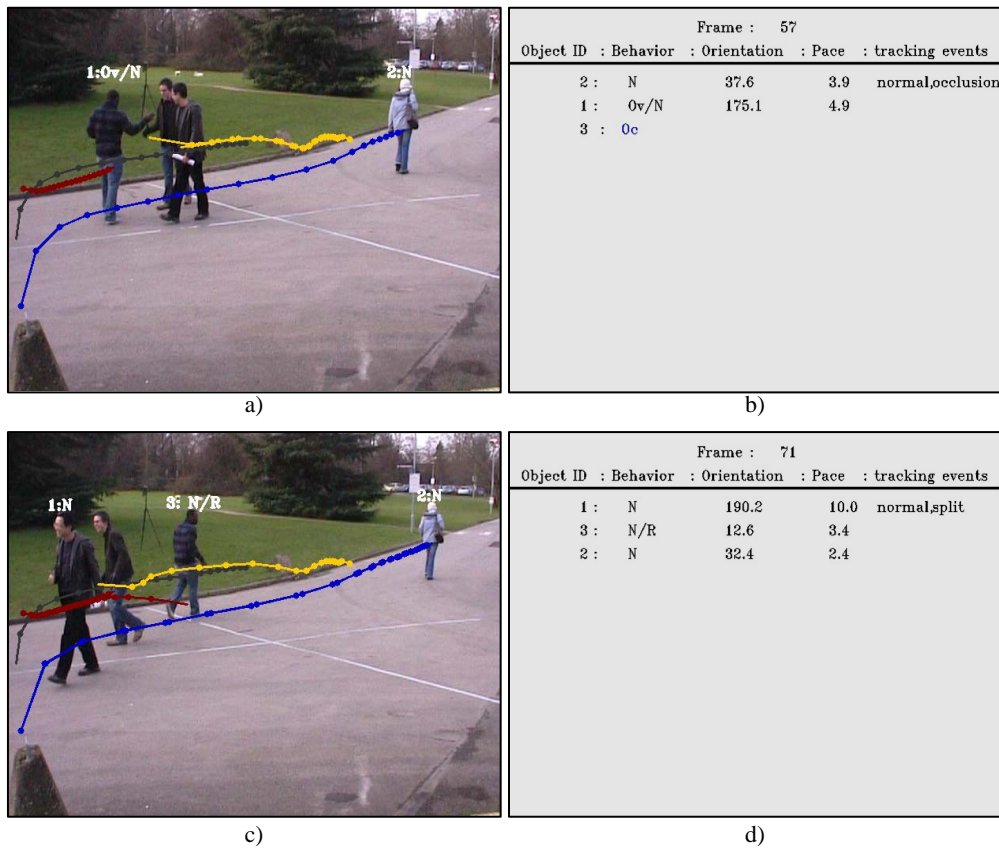 1:Ov/N
2:N
Frame : 57
Object ID : Behavior : Orientation : Pace : tracking events
2 : N 37.6 3.9 normal,occlusion
1 : Ov/N 175.1 4.9
3 : Oc
a)
b)
1:N
3: N/R
2:N
Frame : 71
Object ID : Behavior : Orientation : Pace : tracking events
1 : N 190.2 10.0 normal,split
3 : N/R 12.6 3.4
2 : N 32.4 2.4
c)
d)